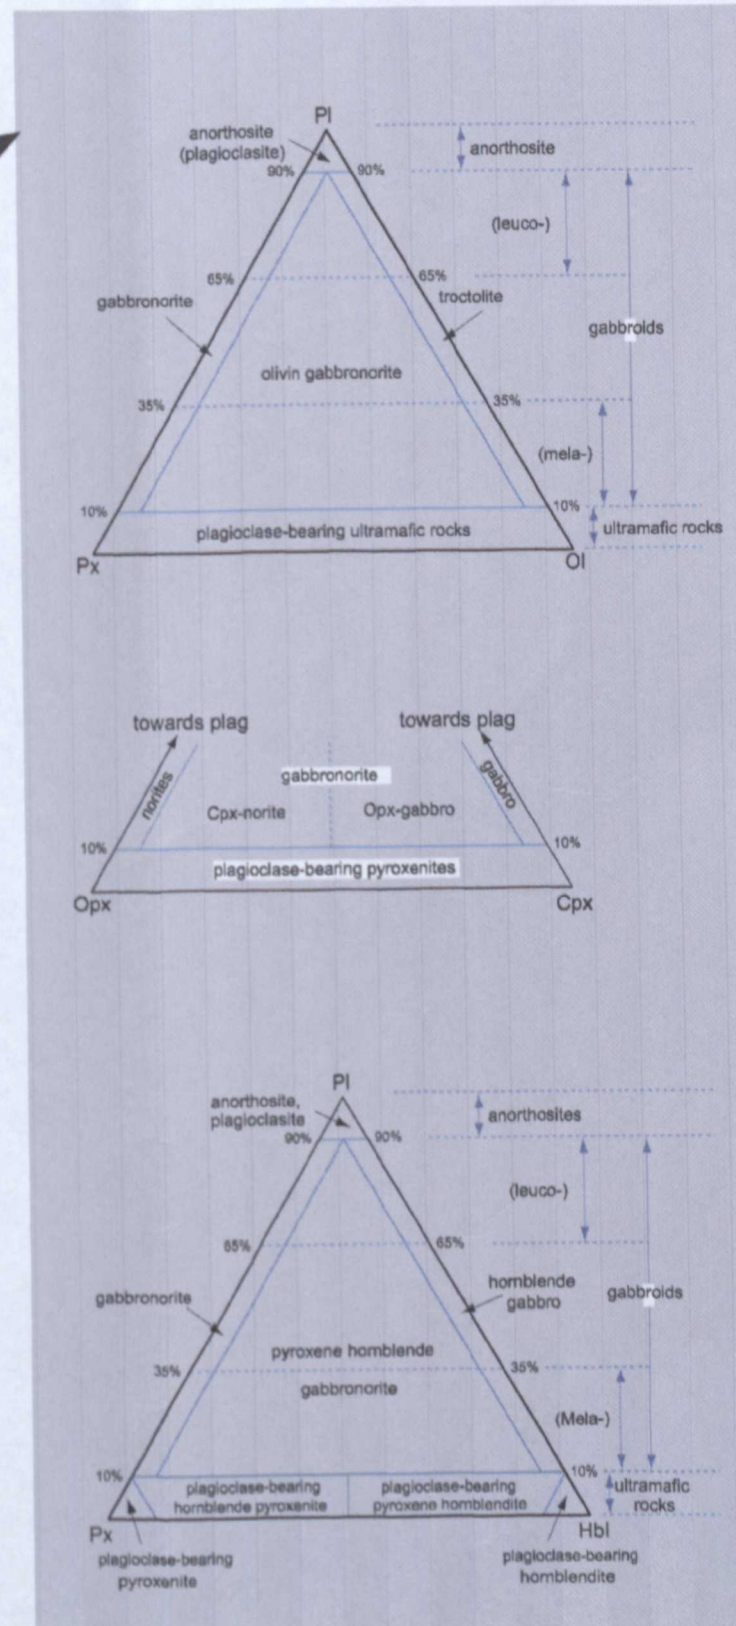 Pl
anorthosite
(plagioclasite)
90%
90%
anorthosite
(leuco-)
65%
65%
gabbronorite
troctolite
gabbroids
olivin gabbronorite
35%
35%
(mela-)
10%
10%
plagioclase-bearing ultramafic rocks
ultramafic rocks
Px
Ol
towards plag
towards plag
norites
gabbronorite
gabbro
Cpx-norite
Opx-gabbro
10%
10%
plagioclase-bearing pyroxenites
Opx
Cpx
Pl
anorthosite,
plagioclasite
90%
90%
anorthosites
(leuco-)
65%
65%
gabbronorite
hornblende
gabbro
gabbroids
pyroxene hornblende
gabbronorite
35%
35%
(Mela-)
10%
10%
plagioclase-bearing
hornblende pyroxenite
plagioclase-bearing
pyroxene hornblendite
ultramafic
rocks
Px
Hbl
plagioclase-bearing
pyroxenite
plagioclase-bearing
hornblendite